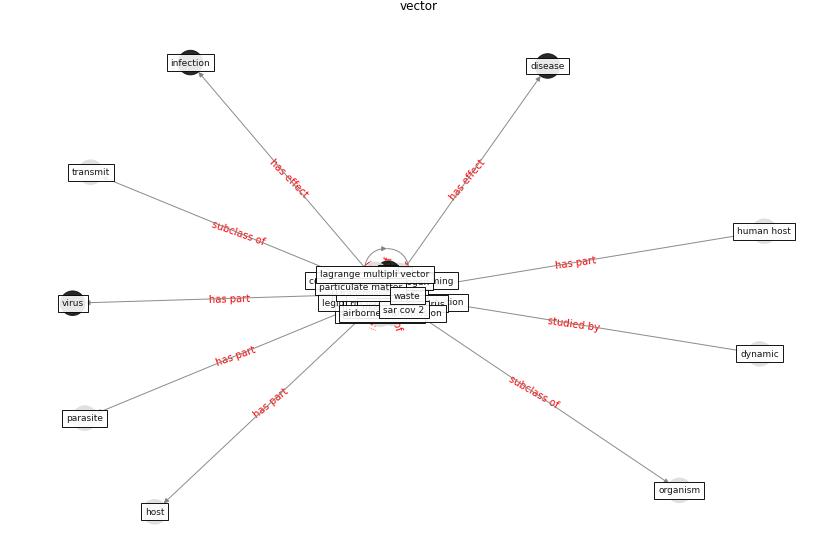 vector
infection
disease
has effect
has effect
transmit
subclass of
human host
has part
lagrange multipli vector
particulate matter
waste
virus
has part
sar cov 2
airborne
studied by
dynamic
has part
has part
subclass of
parasite
organism
host